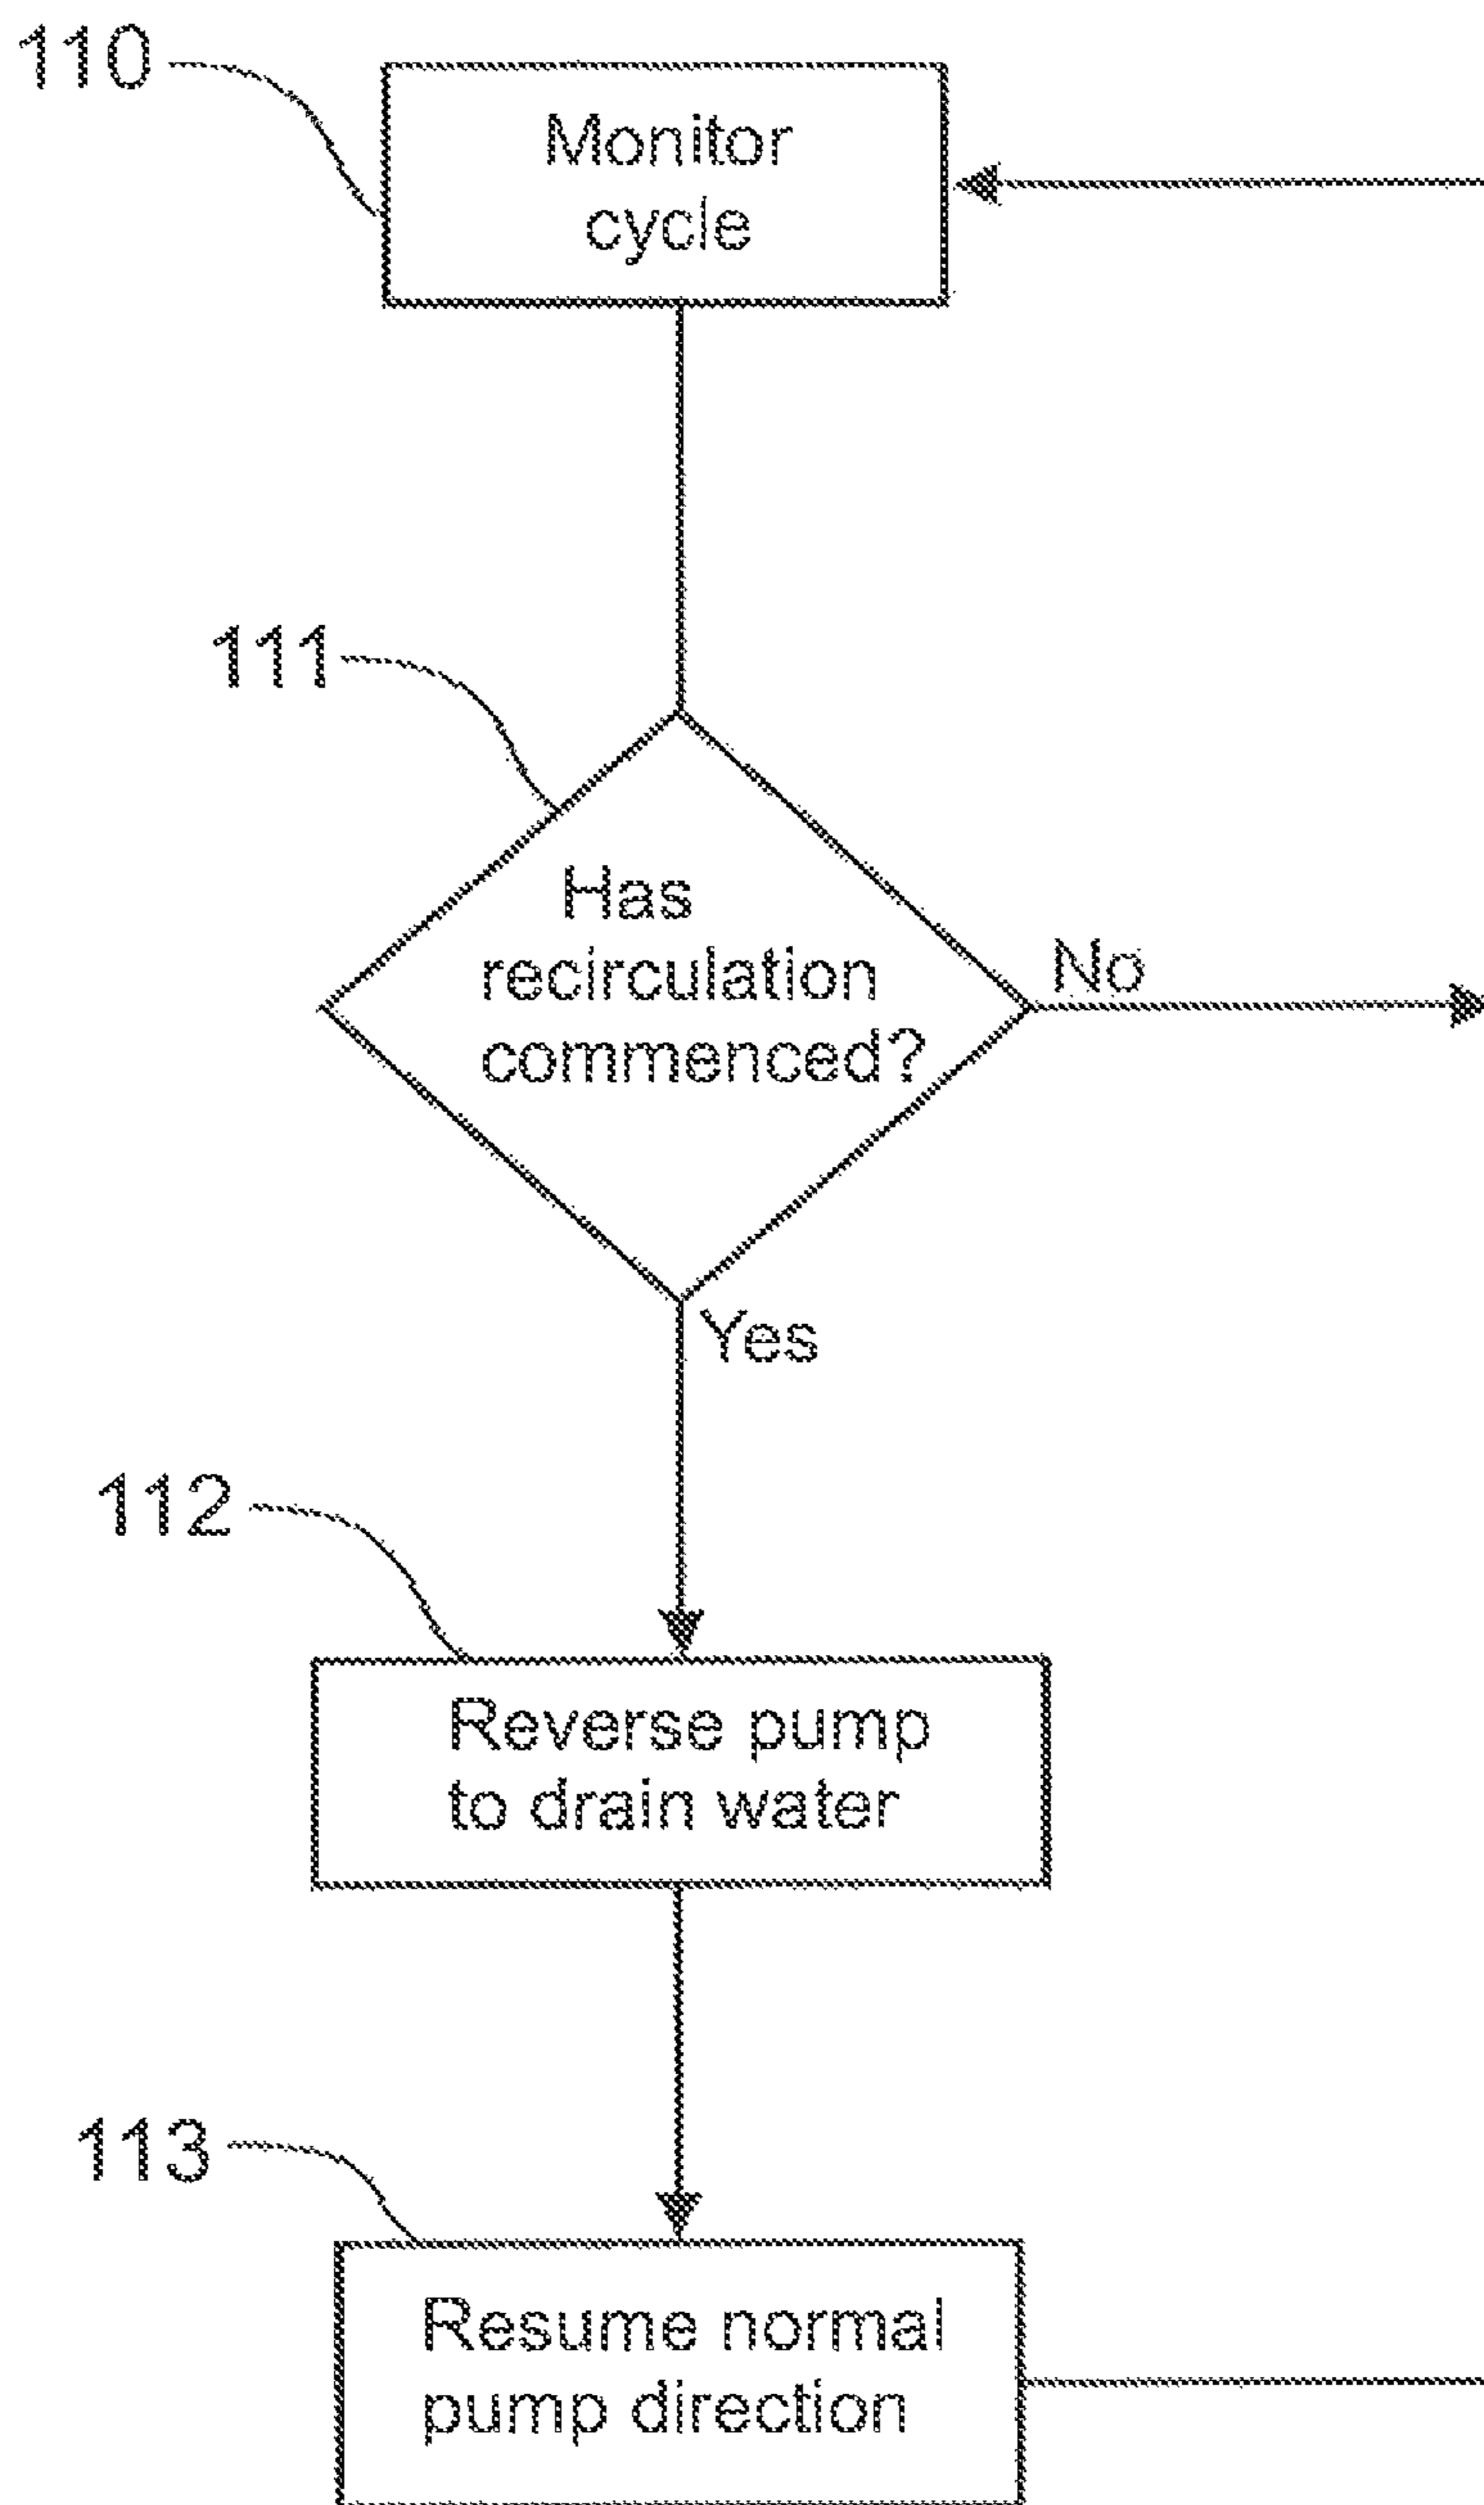 110
Monitor
cycle
111
Has
recirculation
commenced?
No
Yes
112
Reverse pump
to drain water
113
Resume normal
pump direction